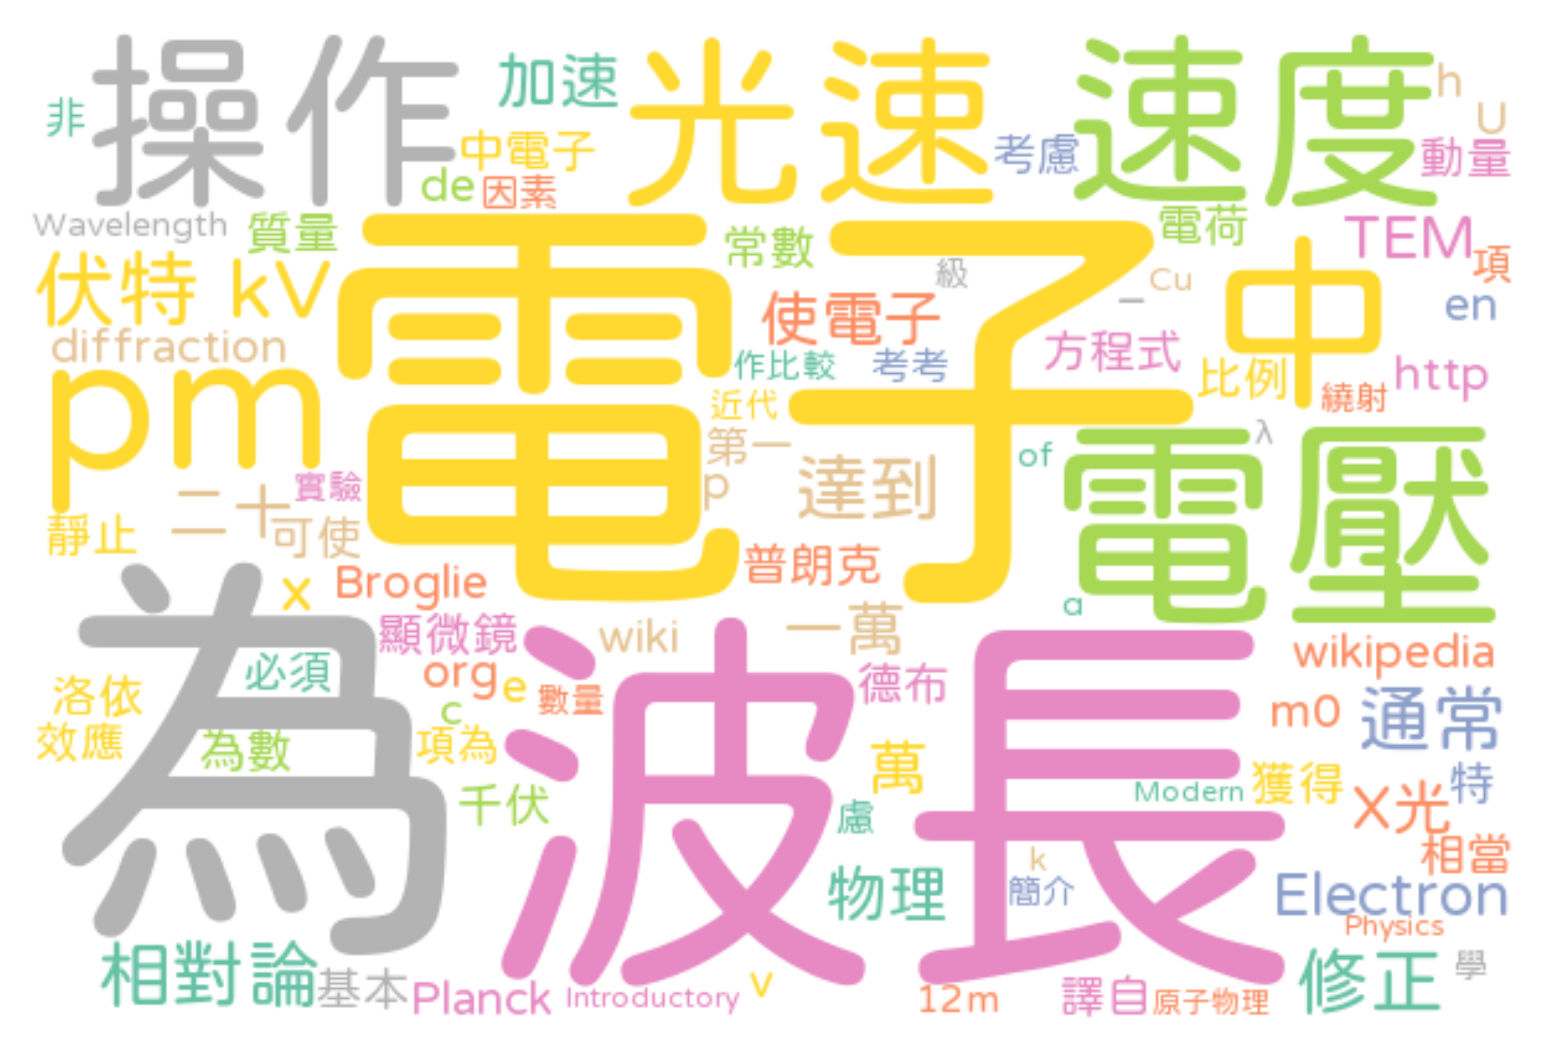 操作
加速
光速
速度
h
U
非
中電子
考慮
動量
de
因素
Wavelength
質量
常數
電荷
TEM
項
伏特
kV
級
Cu
en
使電子
方程式
中
diffraction
作比較
考考
比例
http
繞射
pm
電子
近代
第一
of
λ
電壓
實驗
p
達到
二十
靜止
可使
普朗克
x
Broglie
a
一萬
為
顯微鏡
wiki
波長
wikipedia
必須
org
e
數量
德布
洛依
c
m0
通常
效應
為數
項為
萬
Modern
獲得
特
千伏
慮
X光
相當
k
物理
簡介
Electron
Physics
相對論
基本
Planck
Introductory
V
12m
譯自
原子物理
修正
學